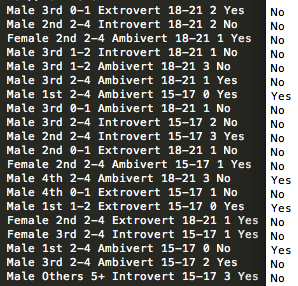 Male 3rd 0-1 Extrovert 18-21 2 Yes No
Male 2nd 2-4 Introvert 18-21 2 No No
Female 2nd 2-4 Ambivert 18-21 1 Yes No
Male 3rd 1-2 Introvert 18-21 1 No No
Male 3rd 1-2 Ambivert 18-21 3 No No
Male 3rd 2-4 Ambivert 18-21 1 Yes No
Male 1st 2-4 Ambivert 15-17 0 Yes Yes
Male 3rd 0-1 Ambivert 18-21 1 No No
Male 3rd 2-4 Introvert 15-17 2 No No
Male 2nd 2-4 Introvert 15-17 3 Yes No
Male 2nd 0-1 Extrovert 18-21 1 No No
Female 2nd 2-4 Ambivert 15-17 1 Yes No
Male 4th 2-4 Ambivert 18-21 3 No Yes
Male 4th 0-1 Extrovert 15-17 1 No No
Male 1st 1-2 Extrovert 15-17 0 Yes Yes
Female 2nd 2-4 Extrovert 18-21 1 Yes No
Female 3rd 2-4 Introvert 15-17 1 Yes No
Male 1st 2-4 Ambivert 15-17 0 No Yes
Male 3rd 2-4 Ambivert 15-17 2 Yes No
Male Others 5+ Introvert 15-17 3 Yes No